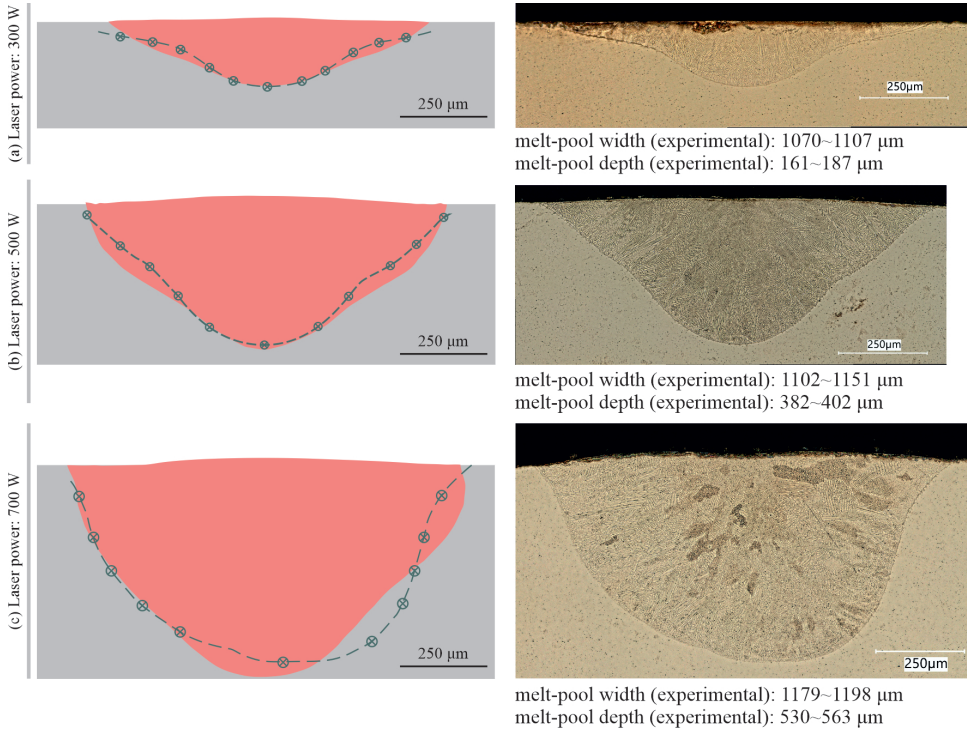 (a) Laser power: 300 W
250 μm
250μm
melt-pool width (experimental): 1070~1107 μm
melt-pool depth (experimental): 161~187 μm
(b) Laser power: 500 W
250 μm
250μm
melt-pool width (experimental): 1102~1151 μm
melt-pool depth (experimental): 382~402 μm
(c) Laser power: 700 W
250 μm
250μm
melt-pool width (experimental): 1179~1198 μm
melt-pool depth (experimental): 530~563 μm